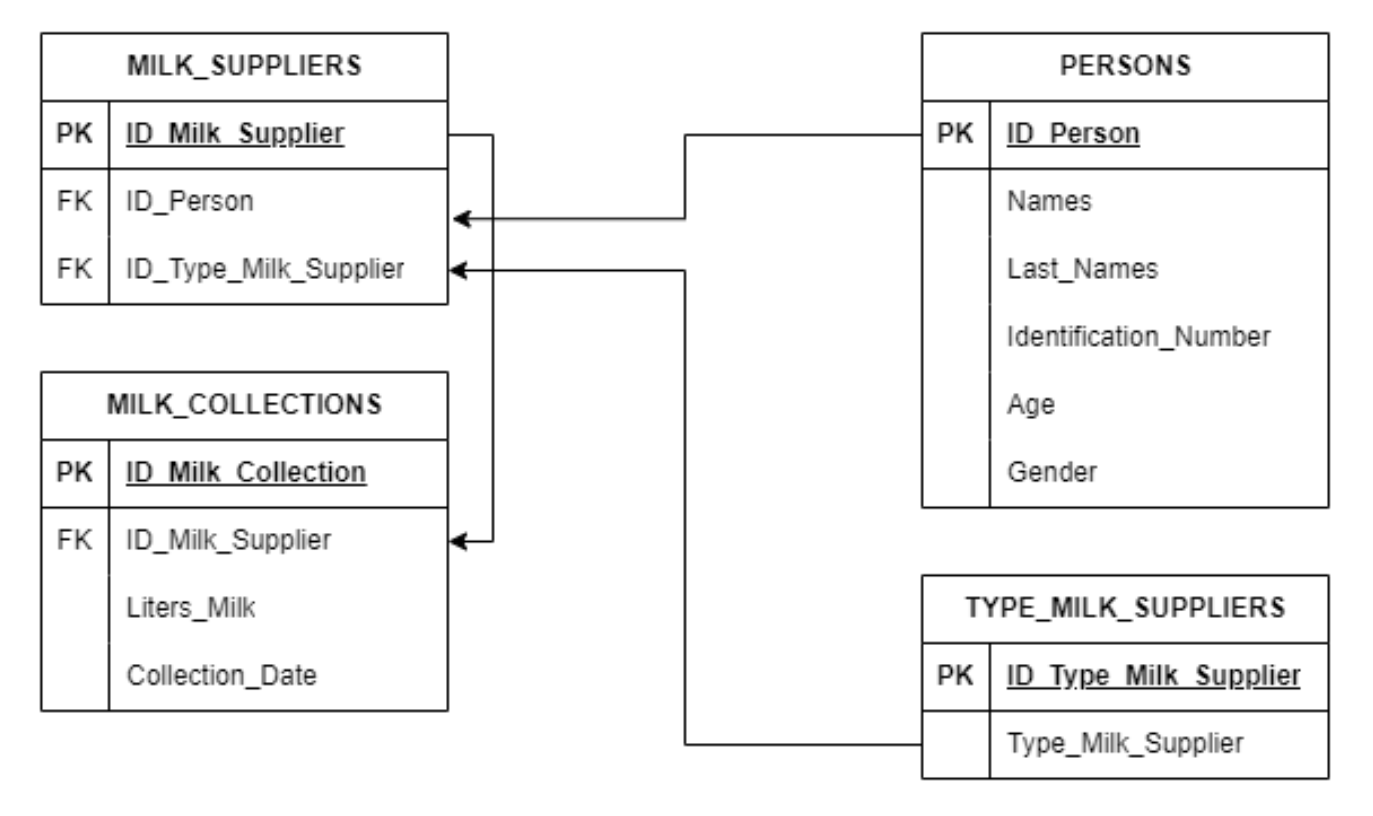 MILK_SUPPLIERS
PK ID_Milk_Supplier
FK ID_Person
FK ID_Type_Milk_Supplier
MILK_COLLECTIONS
PK ID_Milk_Collection
FK ID_Milk_Supplier
Liters_Milk
Collection_Date
PERSONS
PK ID_Person
Names
Last_Names
Identification_Number
Age
Gender
TYPE_MILK_SUPPLIERS
PK ID_Type_Milk_Supplier
Type_Milk_Supplier